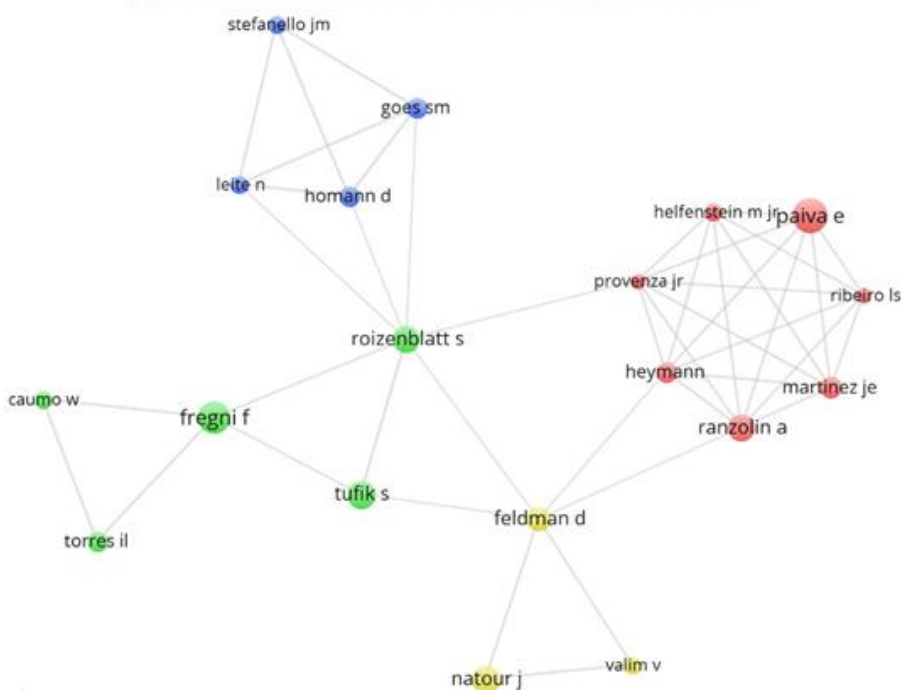 stefanello jm
goes sm
leite n
homann d
helfenstein m jr
paiva e
provenza jr
ribeiro ls
roizenblatt s
heymann
martinez je
caumo w
fregni f
ranzolin a
tufik s
feldman d
torres il
valim v
natour j